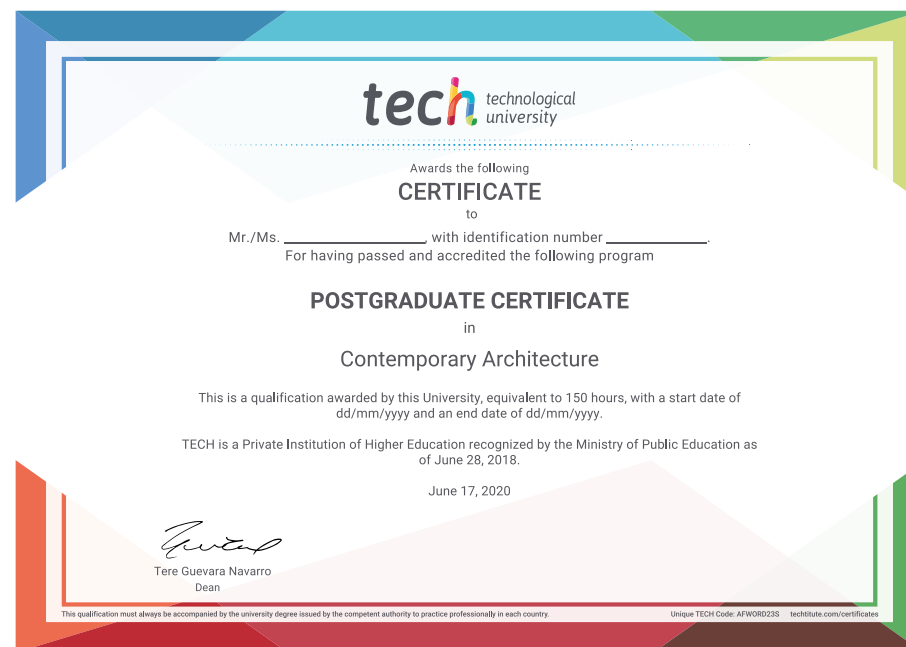 tech technological
university
Awards the following
CERTIFICATE
to
Mr./Ms. ____________________, with identification number ______________.
For having passed and accredited the following program
POSTGRADUATE CERTIFICATE
in
Contemporary Architecture
This is a qualification awarded by this University, equivalent to 150 hours, with a start date of
dd/mm/yyyy and an end date of dd/mm/yyyy.
TECH is a Private Institution of Higher Education recognized by the Ministry of Public Education as
of June 28, 2018.
June 17, 2020
Tere Guevara Navarro
Dean
This qualification must always be accompanied by the university degree issued by the competent authority to practice professionally in each country. Unique TECH Code: AFWORD23S techtitute.com/certificates